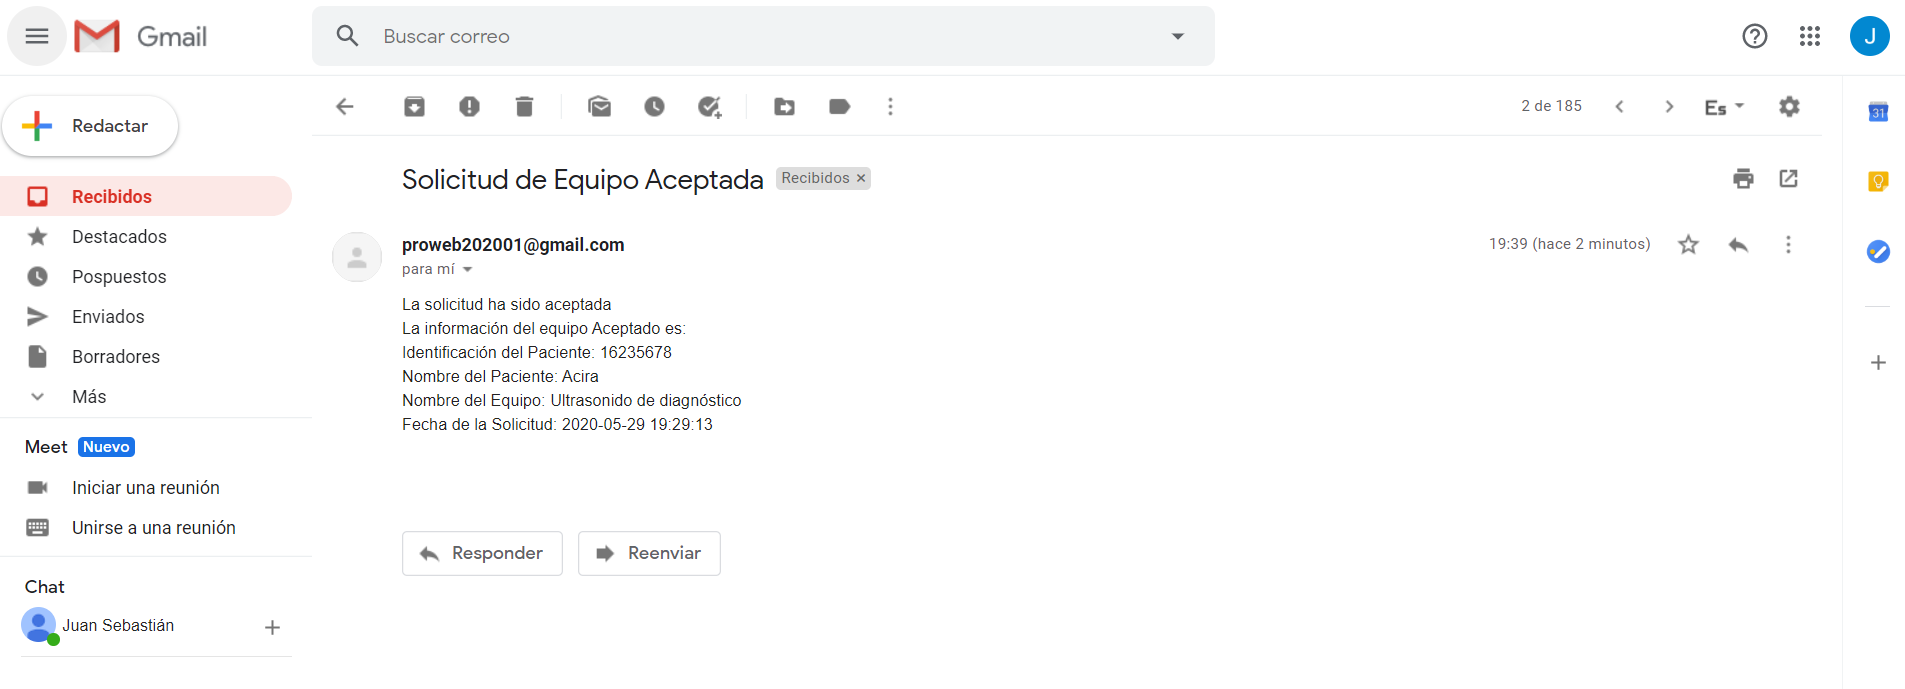 Gmail
Buscar correo
J
Redactar
2 de 185
Es
31
Recibidos
Destacados
Pospuestos
Enviados
Borradores
Más
Meet Nuevo
Iniciar una reunión
Unirse a una reunión
Chat
Juan Sebastián
Solicitud de Equipo Aceptada Recibidos ×
proweb202001@gmail.com
19:39 (hace 2 minutos)
para mí
La solicitud ha sido aceptada
La información del equipo Aceptado es:
Identificación del Paciente: 16235678
Nombre del Paciente: Acira
Nombre del Equipo: Ultrasonido de diagnóstico
Fecha de la Solicitud: 2020-05-29 19:29:13
Responder
Reenviar